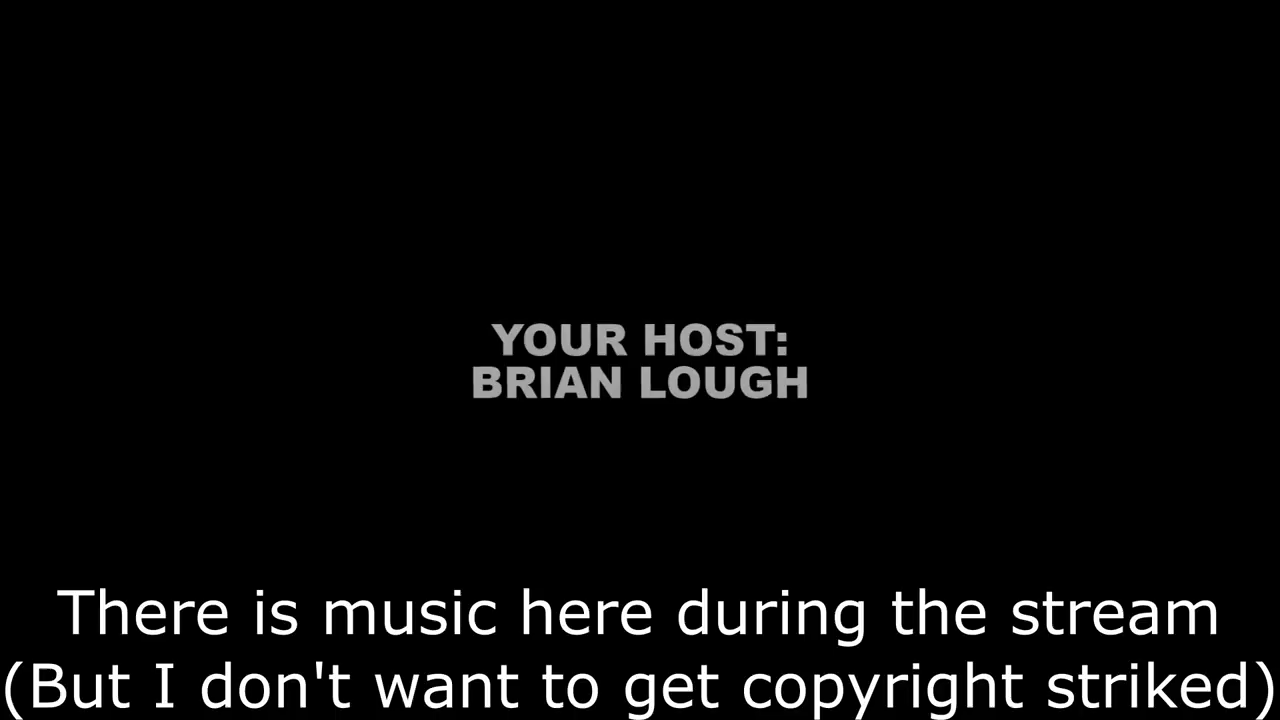 YOUR HOST:
BRIAN LOUGH
There is music here during the stream
(But I don't want to get copyright striked)